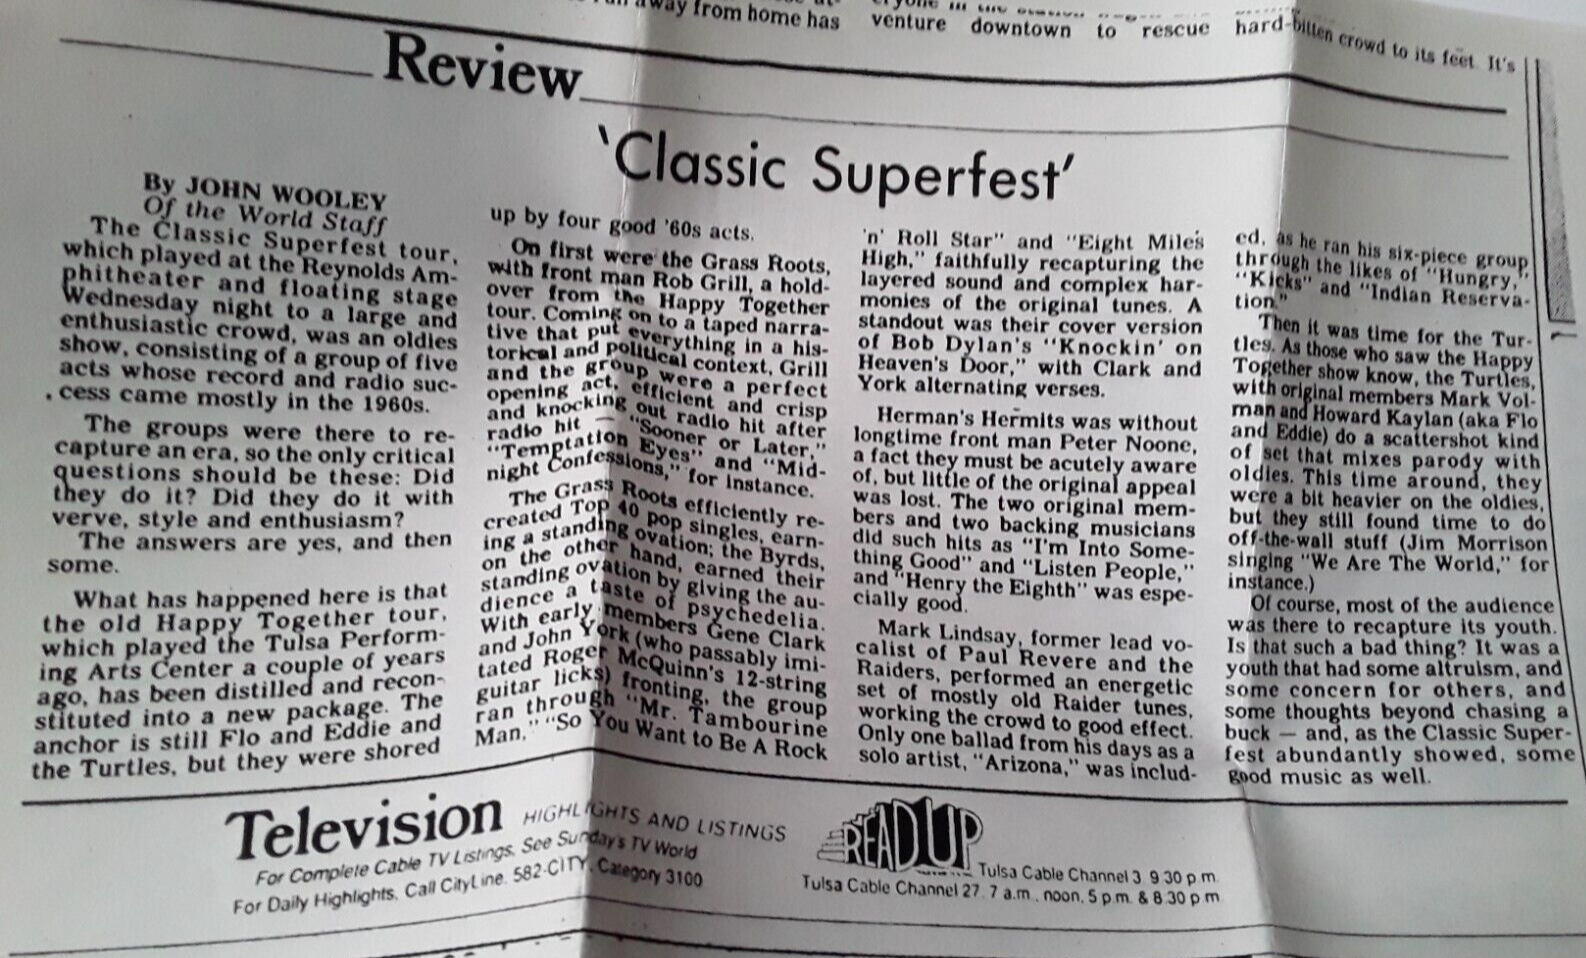 away from home has
venture downtown to rescue
hard-bitten crowd to its feet. It's
Review
'Classic Superfest'
By JOHN WOOLEY
Of the World Staff
The Classic Superfest tour,
which played at the Reynolds Am-
phitheater and floating stage
Wednesday night to a large and
enthusiastic crowd, was an oldies
show, consisting of a group of five
acts whose record and radio suc-
cess came mostly in the 1960s.
The groups were there to re-
capture an era, so the only critical
questions should be these: Did
they do it? Did they do it with
verve, style and enthusiasm?
The answers are yes, and then
some.
What has happened here is that
the old Happy Together tour,
which played the Tulsa Perform-
ing Arts Center a couple of years
ago, has been distilled and recon-
stituted into a new package. The
anchor is still Flo and Eddie and
the Turtles, but they were shored
up by four good '60s acts.
On first were the Grass Roots,
with front man Rob Grill, a hold-
over from the Happy Together
tour. Coming on to a taped narra-
tive that put everything in a his-
torical and political context, Grill
and the group were a perfect
opening act, efficient and crisp
and knocking out radio hit after
radio hit — "Sooner or Later,"
"Temptation Eyes" and "Mid-
night Confessions," for instance.
The Grass Roots efficiently re-
created Top 40 pop singles, earn-
ing a standing ovation; the Byrds,
on the other hand, earned their
standing ovation by giving the au-
dience a taste of psychedelia.
With early members Gene Clark
and John York (who passably imi-
tated Roger McQuinn's 12-string
guitar licks) fronting, the group
ran through "Mr. Tambourine
Man," "So You Want to Be A Rock
'n' Roll Star" and "Eight Miles
High," faithfully recapturing the
layered sound and complex har-
monies of the original tunes. A
standout was their cover version
of Bob Dylan's "Knockin' on
Heaven's Door," with Clark and
York alternating verses.
Herman's Hermits was without
longtime front man Peter Noone,
a fact they must be acutely aware
of, but little of the original appeal
was lost. The two original mem-
bers and two backing musicians
did such hits as "I'm Into Some-
thing Good" and "Listen People,"
and "Henry the Eighth" was espe-
cially good.
Mark Lindsay, former lead vo-
calist of Paul Revere and the
Raiders, performed an energetic
set of mostly old Raider tunes,
working the crowd to good effect.
Only one ballad from his days as a
solo artist, "Arizona," was includ-
ed, as he ran his six-piece group
through the likes of "Hungry,"
"Kicks" and "Indian Reserva-
tion."
Then it was time for the Tur-
tles. As those who saw the Happy
Together show know, the Turtles,
with original members Mark Vol-
man and Howard Kaylan (aka Flo
and Eddie) do a scattershot kind
of set that mixes parody with
oldies. This time around, they
were a bit heavier on the oldies,
but they still found time to do
off-the-wall stuff (Jim Morrison
singing "We Are The World," for
instance.)
Of course, most of the audience
was there to recapture its youth.
Is that such a bad thing? It was a
youth that had some altruism, and
some concern for others, and
some thoughts beyond chasing a
buck — and, as the Classic Super-
fest abundantly showed, some
good music as well.
Television HIGHLIGHTS AND LISTINGS
For Complete Cable TV Listings, See Sunday's TV World
For Daily Highlights, Call CityLine, 582-CITY, Category 3100
READ UP
Tulsa Cable Channel 3, 9:30 p.m.
Tulsa Cable Channel 27, 7 a.m., noon, 5 p.m. & 8:30 p.m.